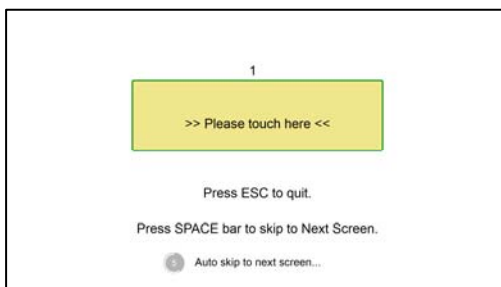 1
>> Please touch here <<
Press ESC to quit.
Press SPACE bar to skip to Next Screen.
5 Auto skip to next screen...